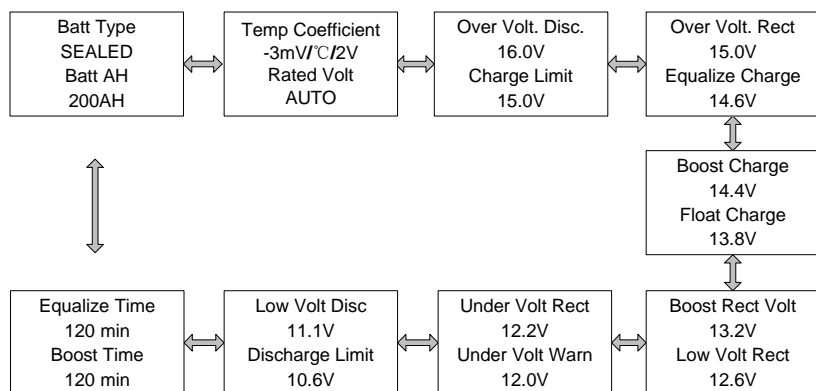 Batt Type
SEALED
Batt AH
200AH
Temp Coefficient
-3mV/℃/2V
Rated Volt
AUTO
Over Volt. Disc.
16.0V
Charge Limit
15.0V
Over Volt. Rect
15.0V
Equalize Charge
14.6V
Boost Charge
14.4V
Float Charge
13.8V
Boost Rect Volt
13.2V
Low Volt Rect
12.6V
Under Volt Rect
12.2V
Under Volt Warn
12.0V
Low Volt Disc
11.1V
Discharge Limit
10.6V
Equalize Time
120 min
Boost Time
120 min